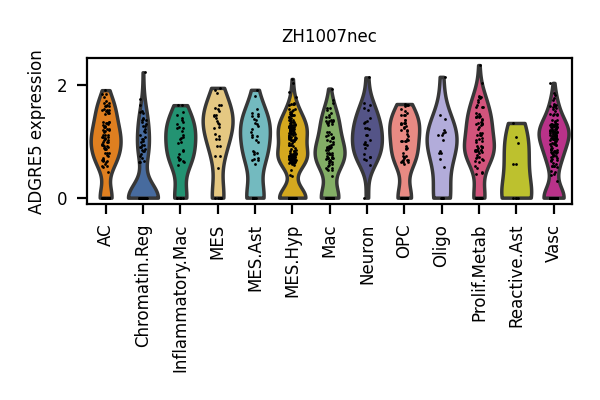 ZH1007nec
ADGRE5 expression
2
0
AC
Chromatin.Reg
Inflammatory.Mac
MES
MES.Ast
MES.Hyp
Mac
Neuron
OPC
Oligo
Prolif.Metab
Reactive.Ast
Vasc